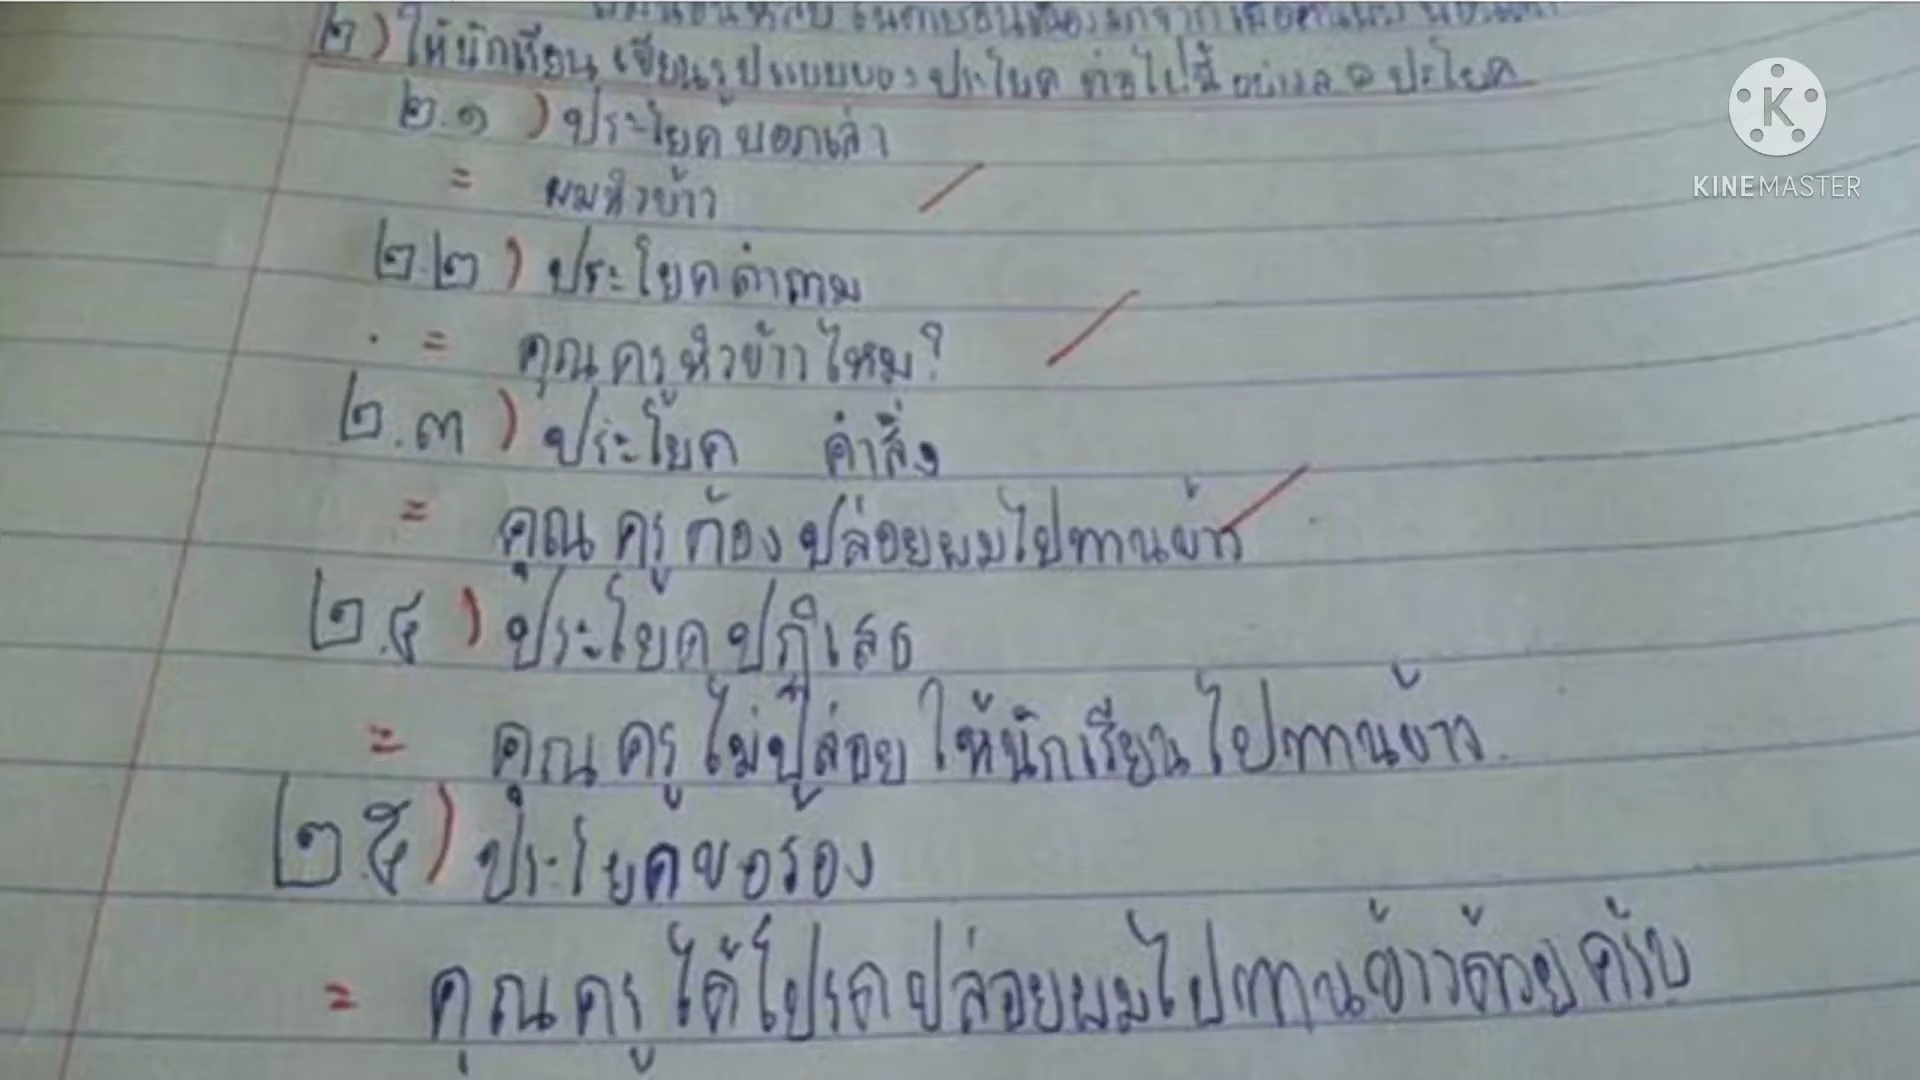 ๒) ให้นักเรียน เขียนรูปแบบของ ประโยค ต่อไปนี้ อย่างละ ๑ ประโยค
๒.๑) ประโยค บอกเล่า
= ผมหิวข้าว
๒.๒) ประโยคคำถาม
= คุณครูหิวข้าวไหม?
๒.๓) ประโยค คำสั่ง
= คุณ ครู ต้อง ปล่อยผมไปทานข้าว
๒.๔) ประโยค ปฏิเสธ
= คุณ ครู ไม่ปล่อย ให้นักเรียน ไปทานข้าว
๒.๕) ประโยคขอร้อง
= คุณ ครู ได้โปรด ปล่อยผมไปทานข้าวด้วย ครับ
KINEMASTER